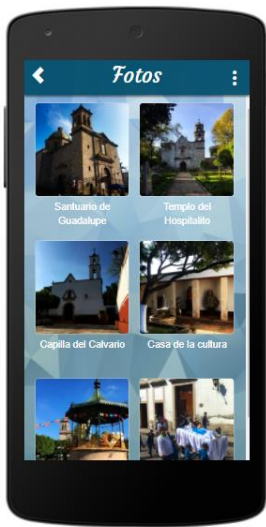 Fotos
Santuario de
Guadalupe
Templo del
Hospitalito
Capilla del Calvario
Casa de la cultura